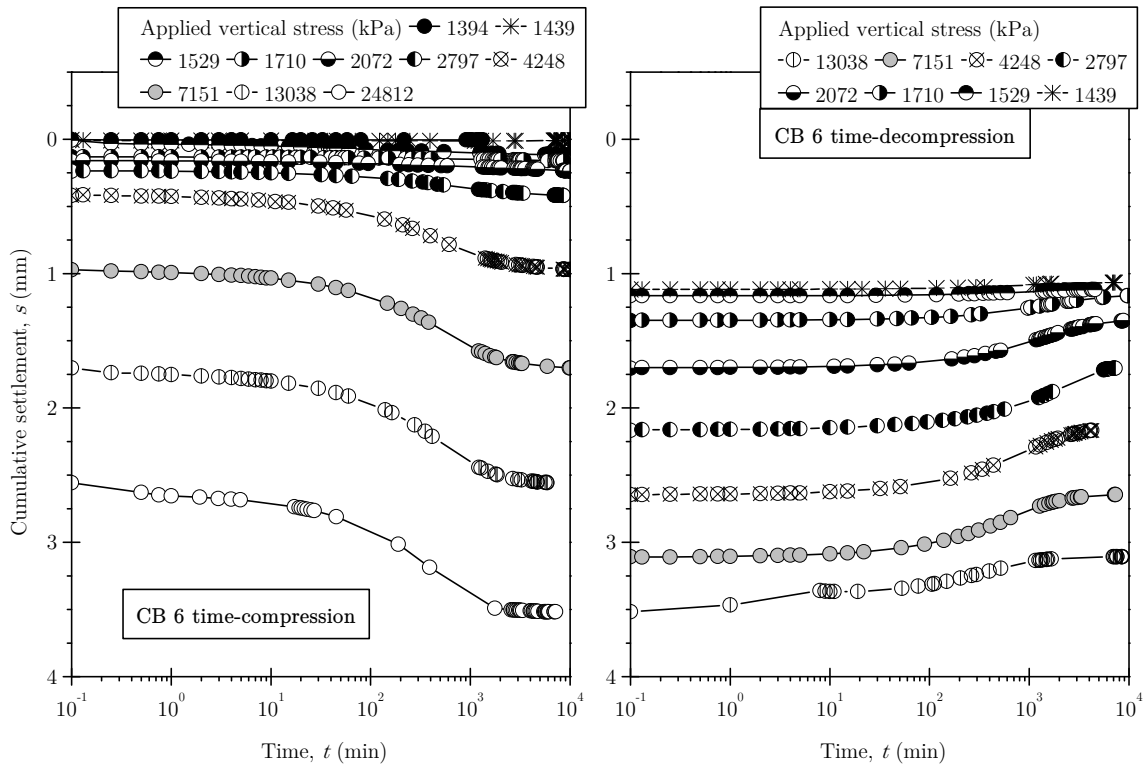 Applied vertical stress (kPa) 1394 1439
1529 1710 2072 2797 4248
7151 13038 24812
0
1
2
3
4
Cumulative settlement, s (mm)
CB 6 time-compression
10⁻¹ 10⁰ 10¹ 10² 10³ 10⁴
Time, t (min)
Applied vertical stress (kPa)
13038 7151 4248 2797
2072 1710 1529 1439
CB 6 time-decompression
0
1
2
3
4
10⁻¹ 10⁰ 10¹ 10² 10³ 10⁴
Time, t (min)